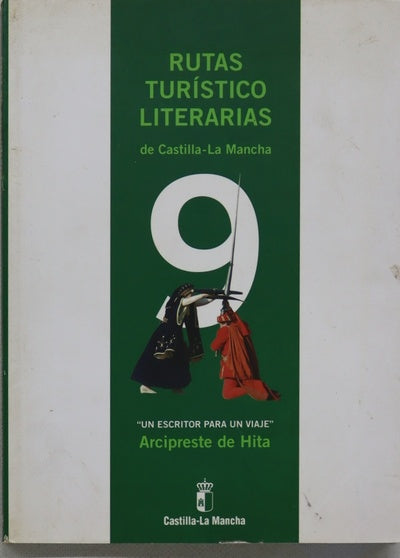 RUTAS
TURÍSTICO
LITERARIAS
de Castilla-La Mancha
9
"UN ESCRITOR PARA UN VIAJE"
Arcipreste de Hita
Castilla-La Mancha